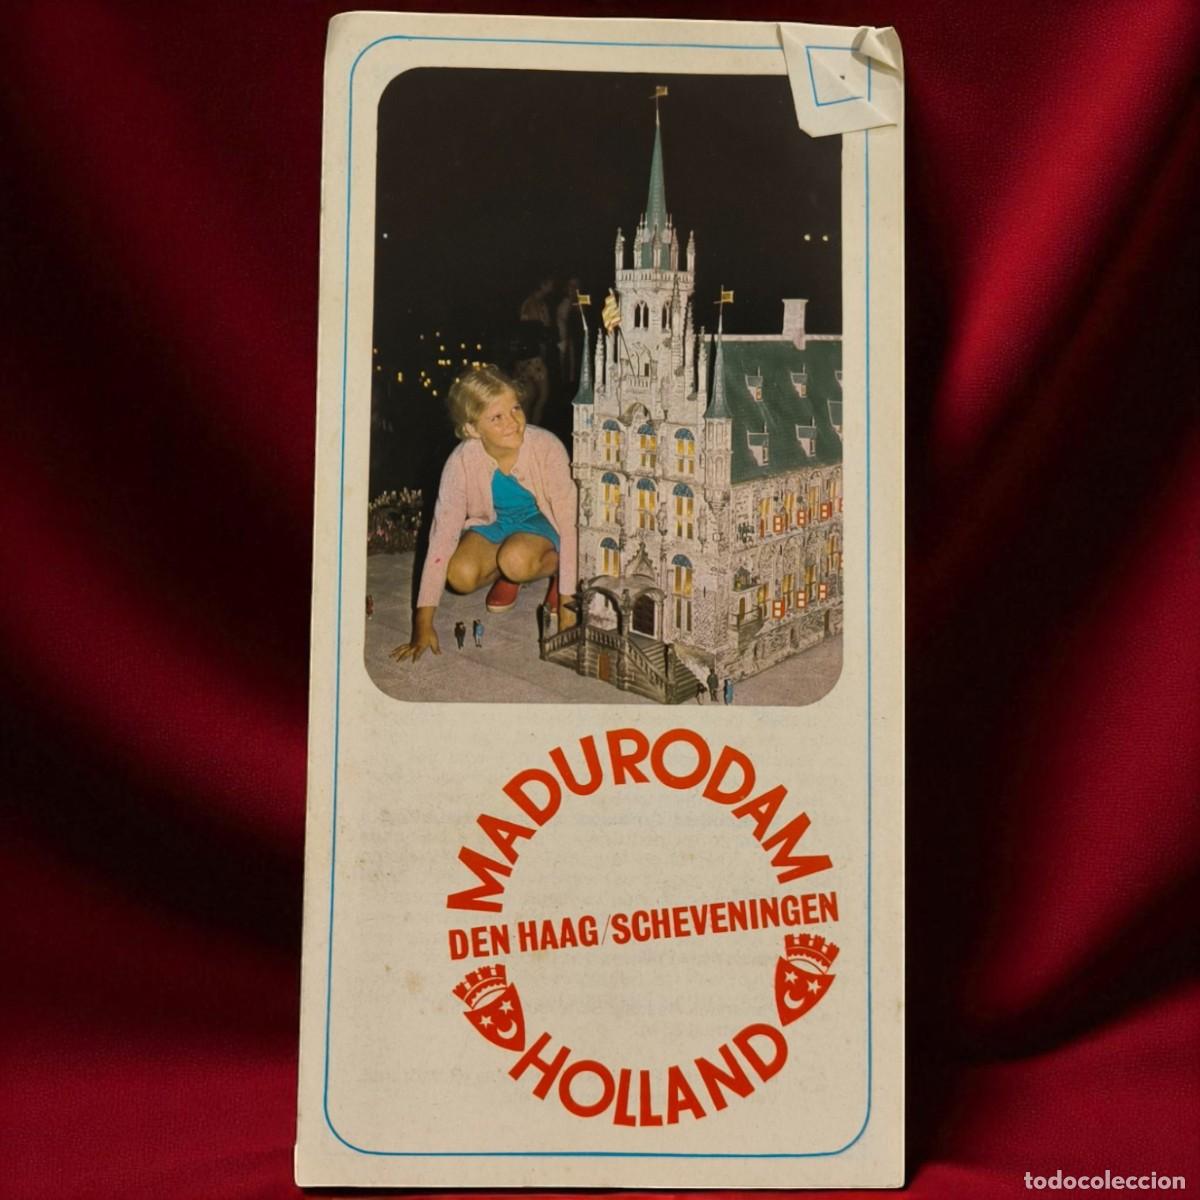 MADURODAM
DEN HAAG/SCHEVENINGEN
HOLLAND
todocoleccion